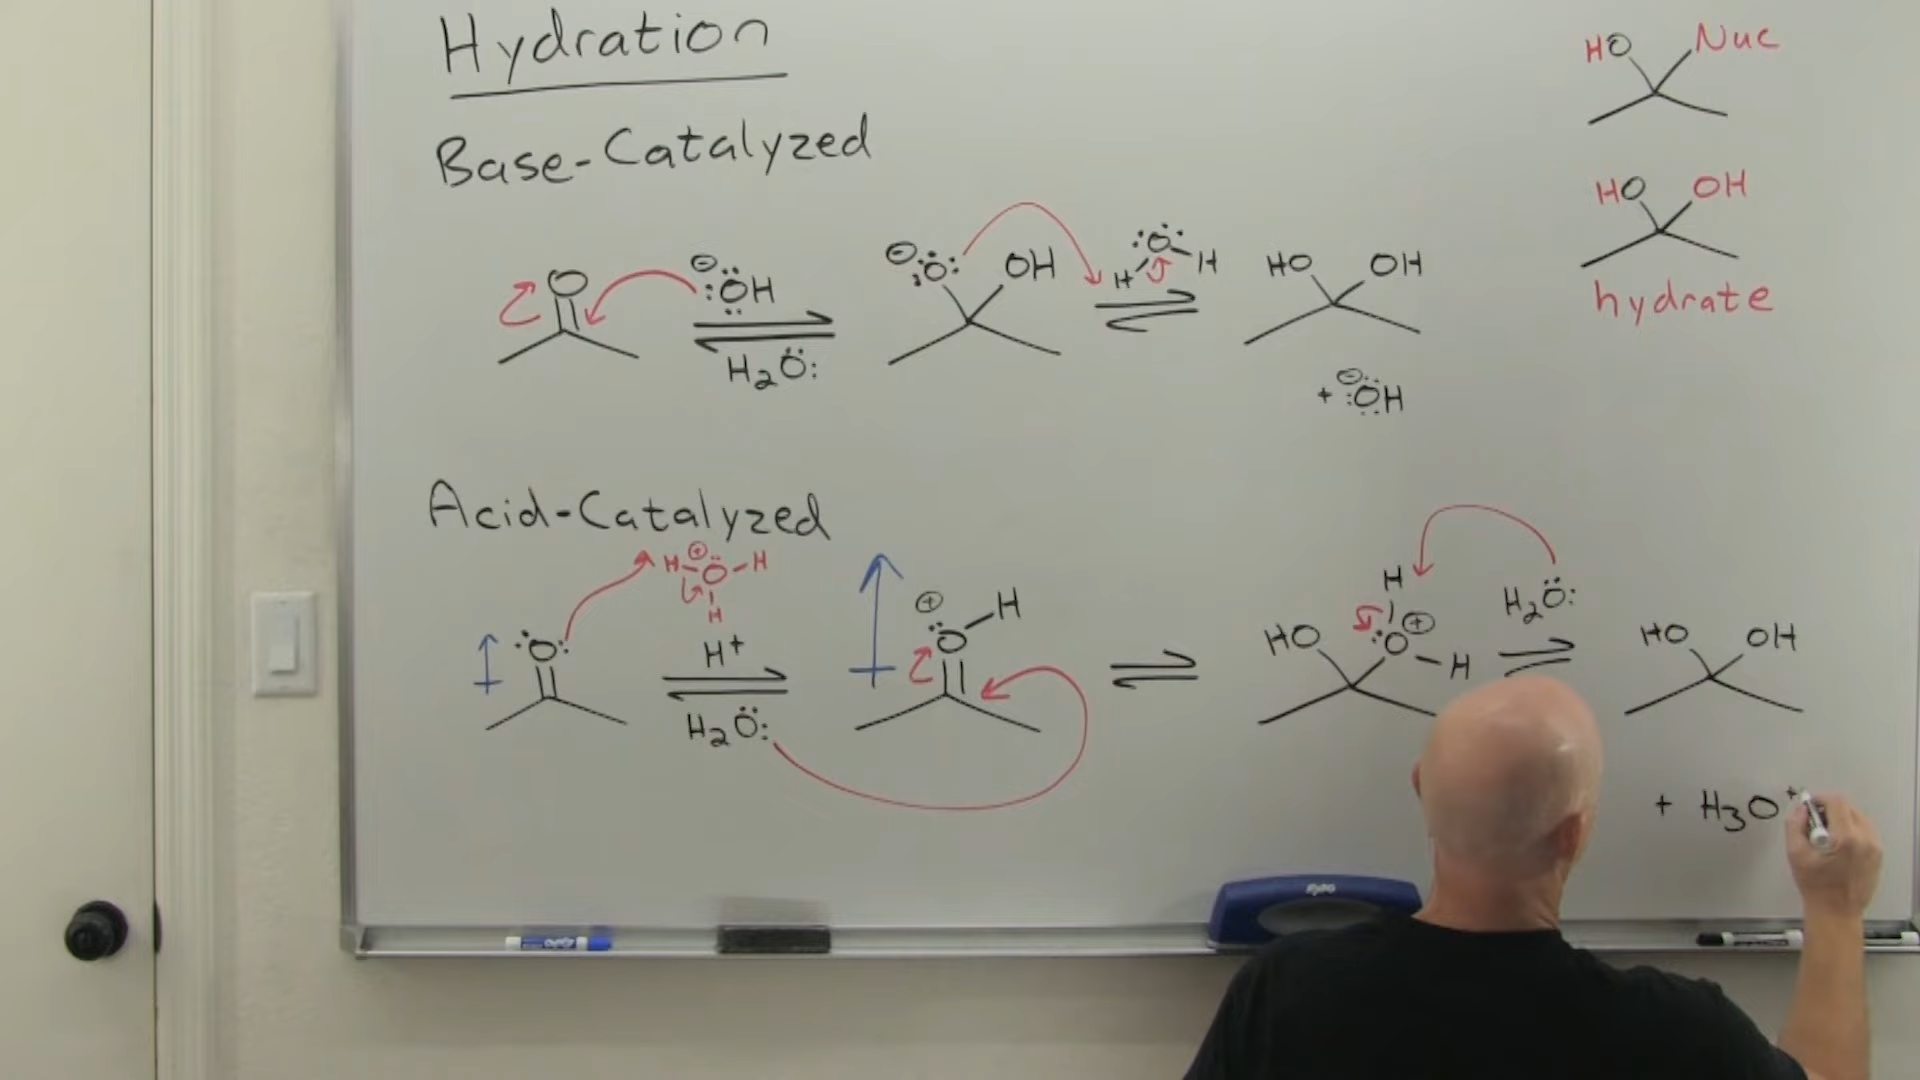 Hydration
Base-Catalyzed
HO Nuc
HO OH
hydrate
O ⊖ :ÖH
H₂Ö:
⊖ :Ö: OH
:Ö: H H
HO OH
+ ⊖ :ÖH
Acid-Catalyzed
H ⊕ Ö H H
:O:
H⁺
H₂Ö:
⊕ :O H
HO H :O ⊕ H
H₂Ö:
HO OH
+ H₃O⁺
expo